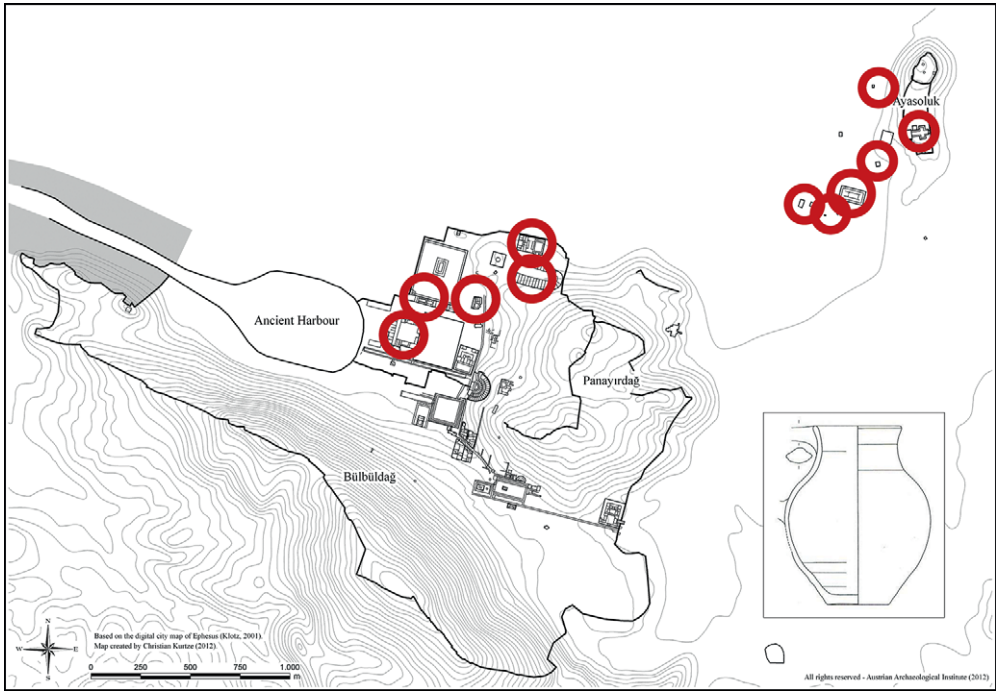 Ayasoluk
Ancient Harbour
Panayırdağ
Bülbüldağ
N
W
E
S
Based on the digital city map of Ephesus (Klotz, 2001).
Map created by Christian Kurtze (2012)
0 250 500 750 1.000
m
All rights reserved - Austrian Archaeological Institute (2012)